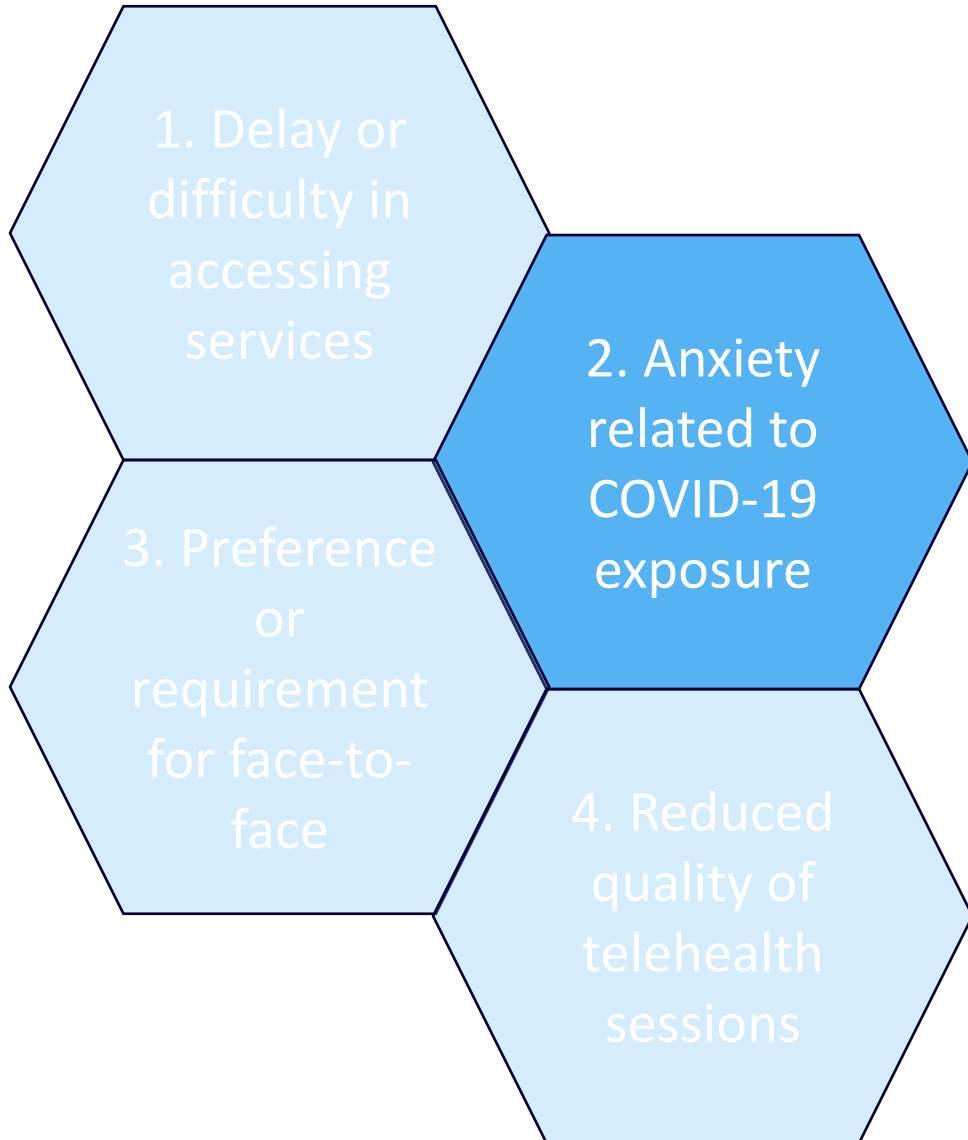 1. Delay or
difficulty in
accessing
services
2. Anxiety
related to
COVID-19
exposure
3. Preference
or
requirement
for face-to-
face
4. Reduced
quality of
telehealth
sessions